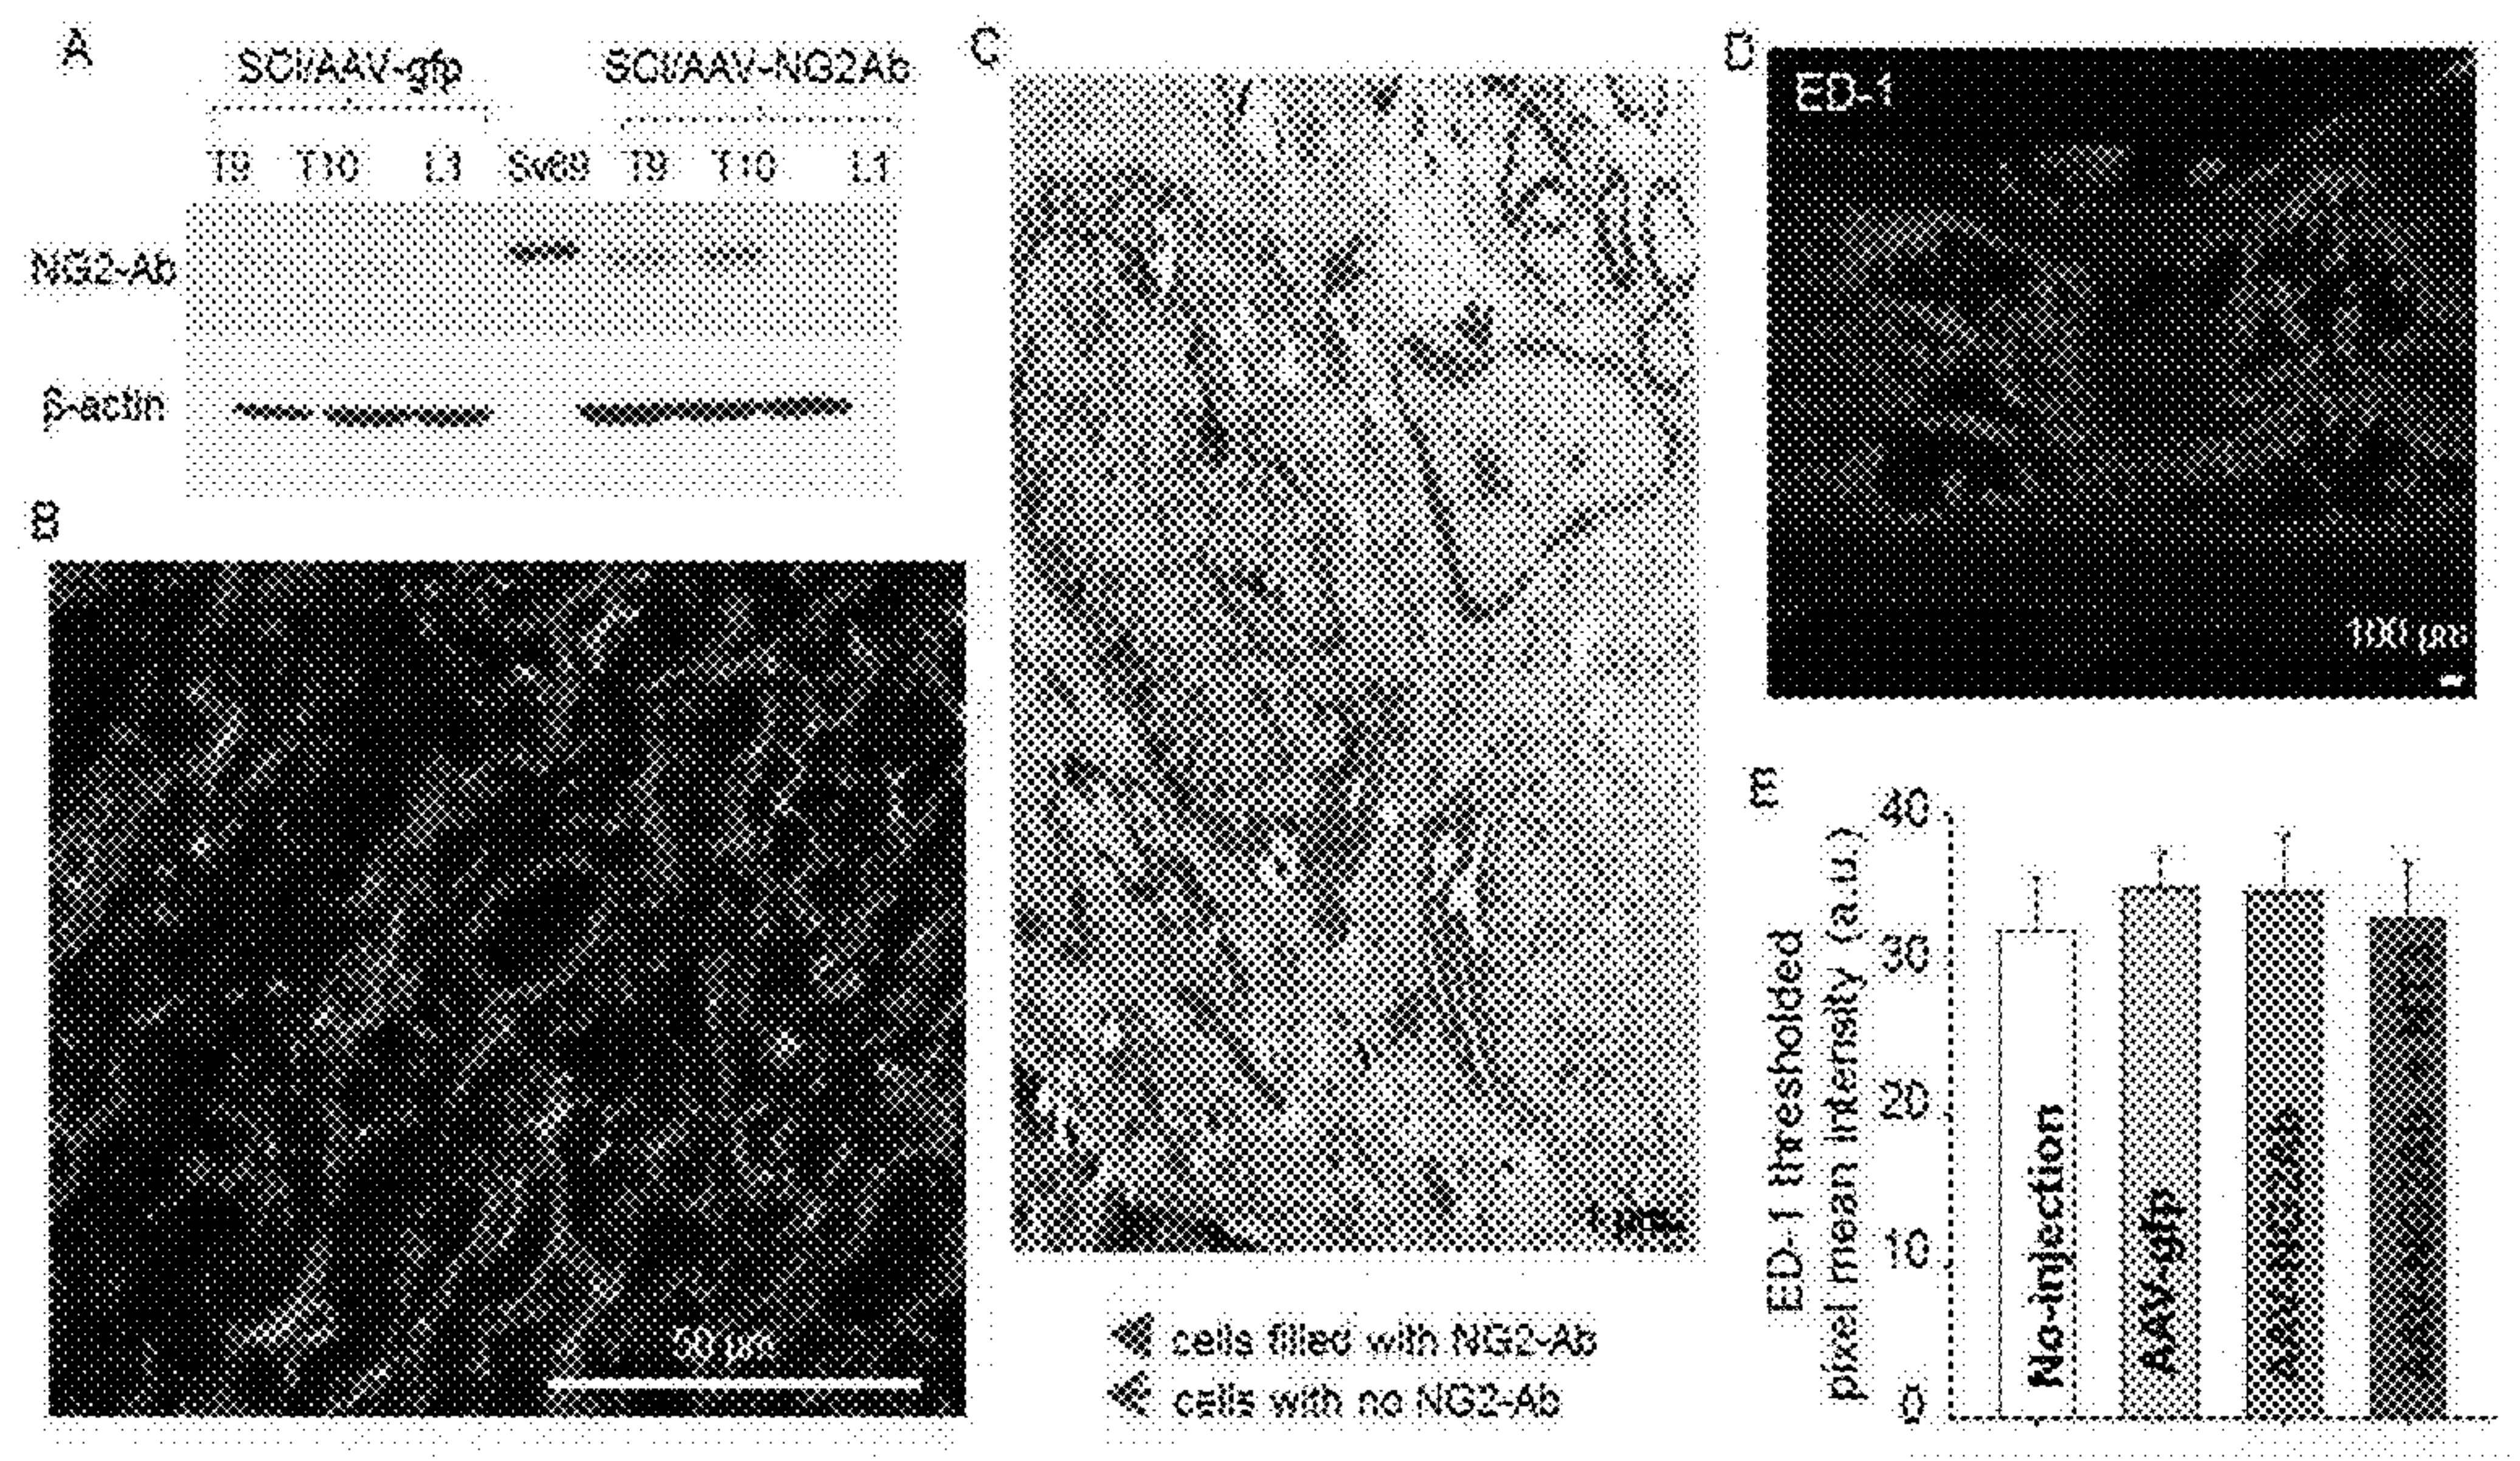 A
SCI/AAV-gfp
SCI/AAV-NG2Ab
T9 T10 L1 Sv69 T9 T10 L1
NG2-Ab
β-actin
B
50 µm
C
1 µm
cells filled with NG2-Ab
cells with no NG2-Ab
D
ED-1
100 µm
E
ED-1 thresholded
pixel mean intensity (a.u.)
40
30
20
10
0
No-injection
AAV-gfp
AAV-NG2Ab